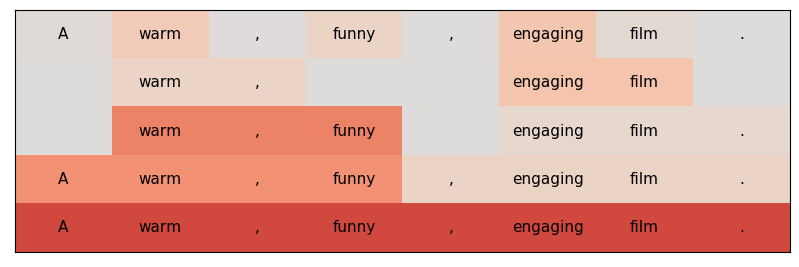 A warm , funny , engaging film .
warm , engaging film
warm , funny engaging film .
A warm , funny , engaging film .
A warm , funny , engaging film .